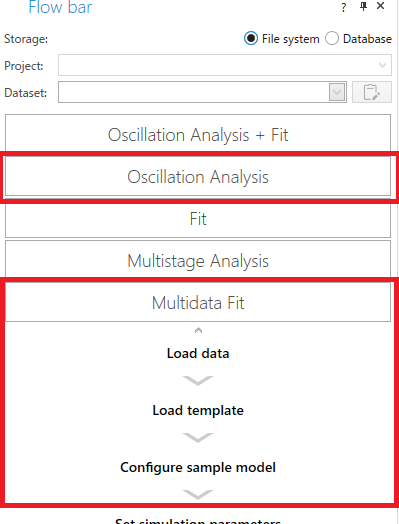 Flow bar ?
Storage: File system Database
Project:
Dataset:
Oscillation Analysis + Fit
Oscillation Analysis
Fit
Multistage Analysis
Multidata Fit
Load data
Load template
Configure sample model
Set simulation parameters